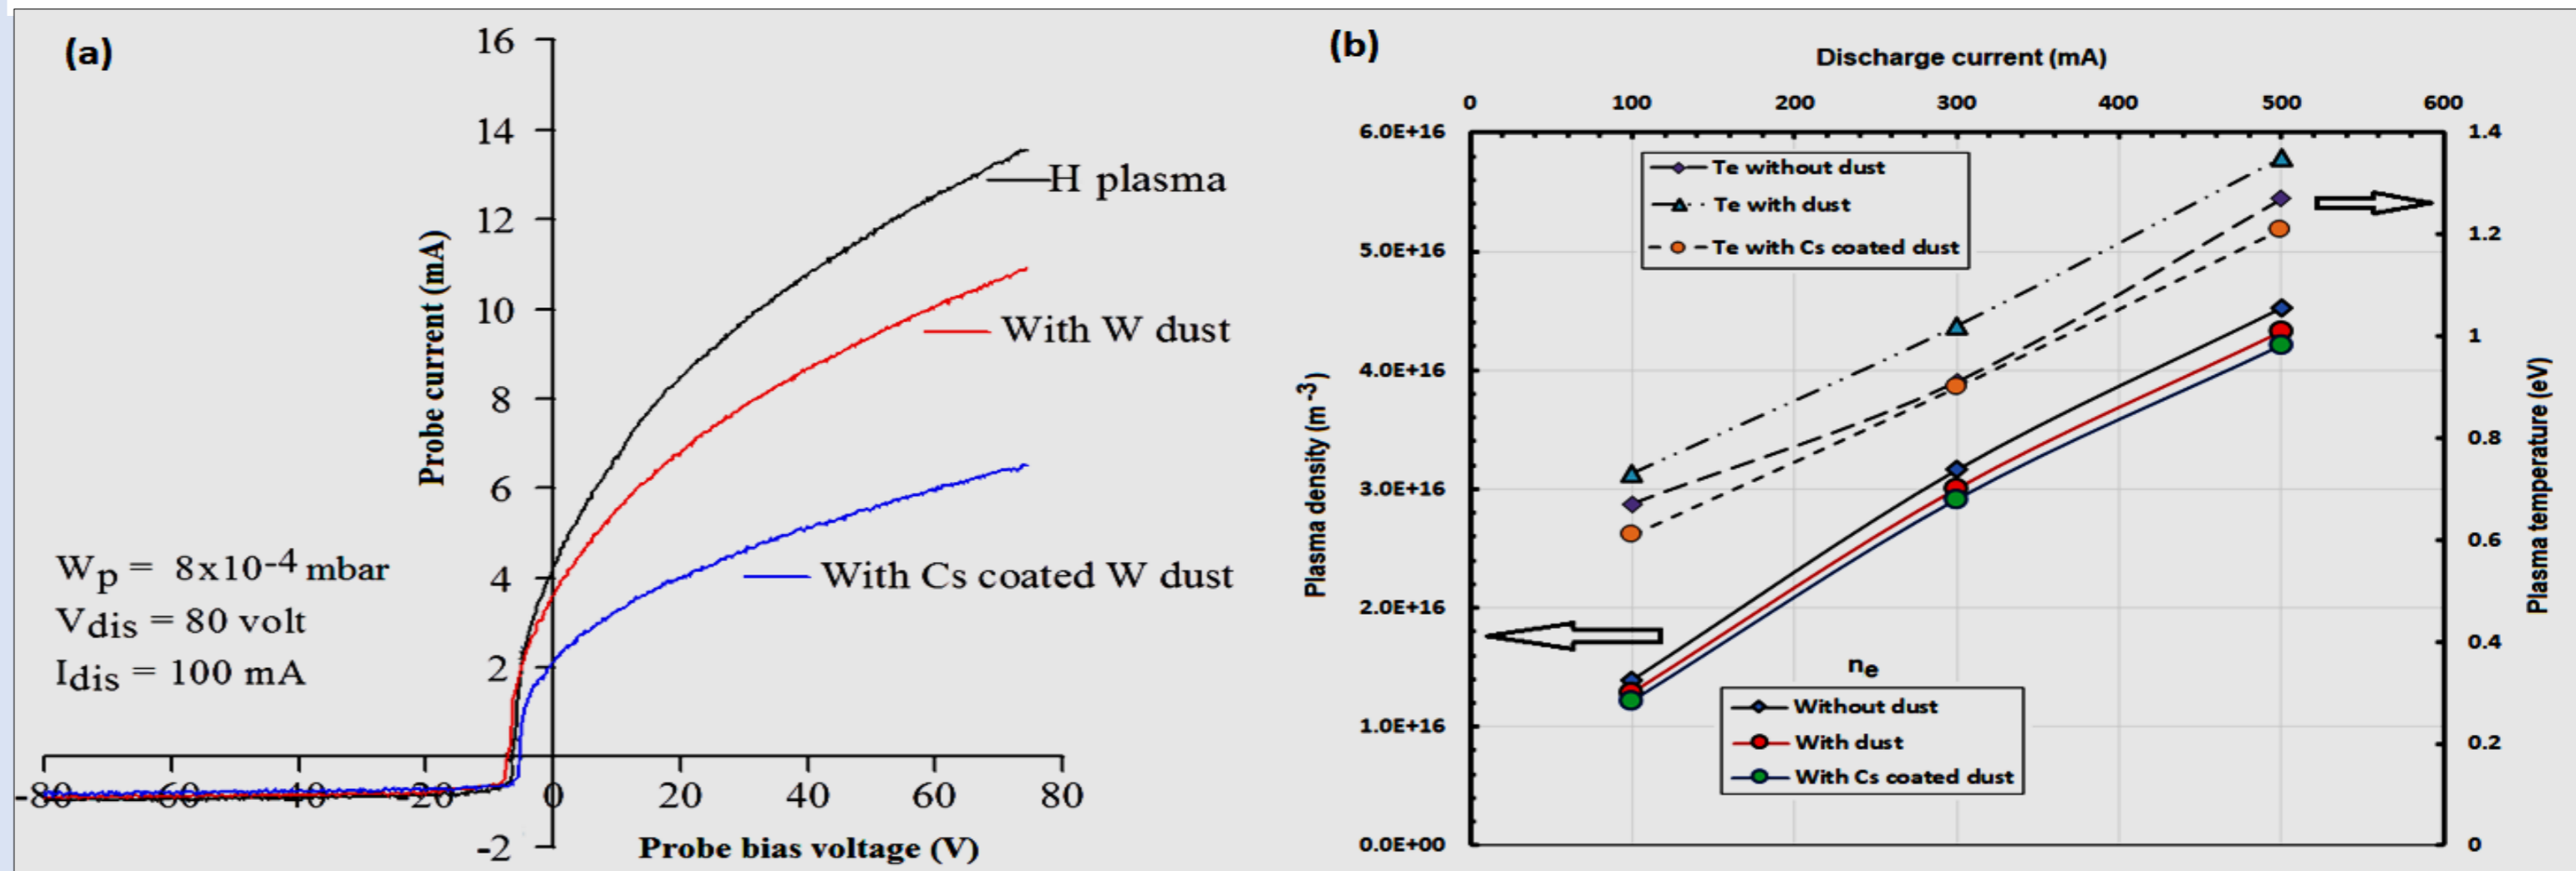 (a)
16
14
12
10
8
6
4
2
-2
Probe current (mA)
H plasma
With W dust
With Cs coated W dust
Wp = 8x10-4 mbar
Vdis = 80 volt
Idis = 100 mA
-80 -60 -40 -20 0 20 40 60 80
Probe bias voltage (V)
(b)
Discharge current (mA)
0 100 200 300 400 500 600
6.0E+16
5.0E+16
4.0E+16
3.0E+16
2.0E+16
1.0E+16
0.0E+00
Plasma density (m-3)
Te without dust
Te with dust
Te with Cs coated dust
ne
Without dust
With dust
With Cs coated dust
1.4
1.2
1
0.8
0.6
0.4
0.2
0
Plasma temperature (eV)